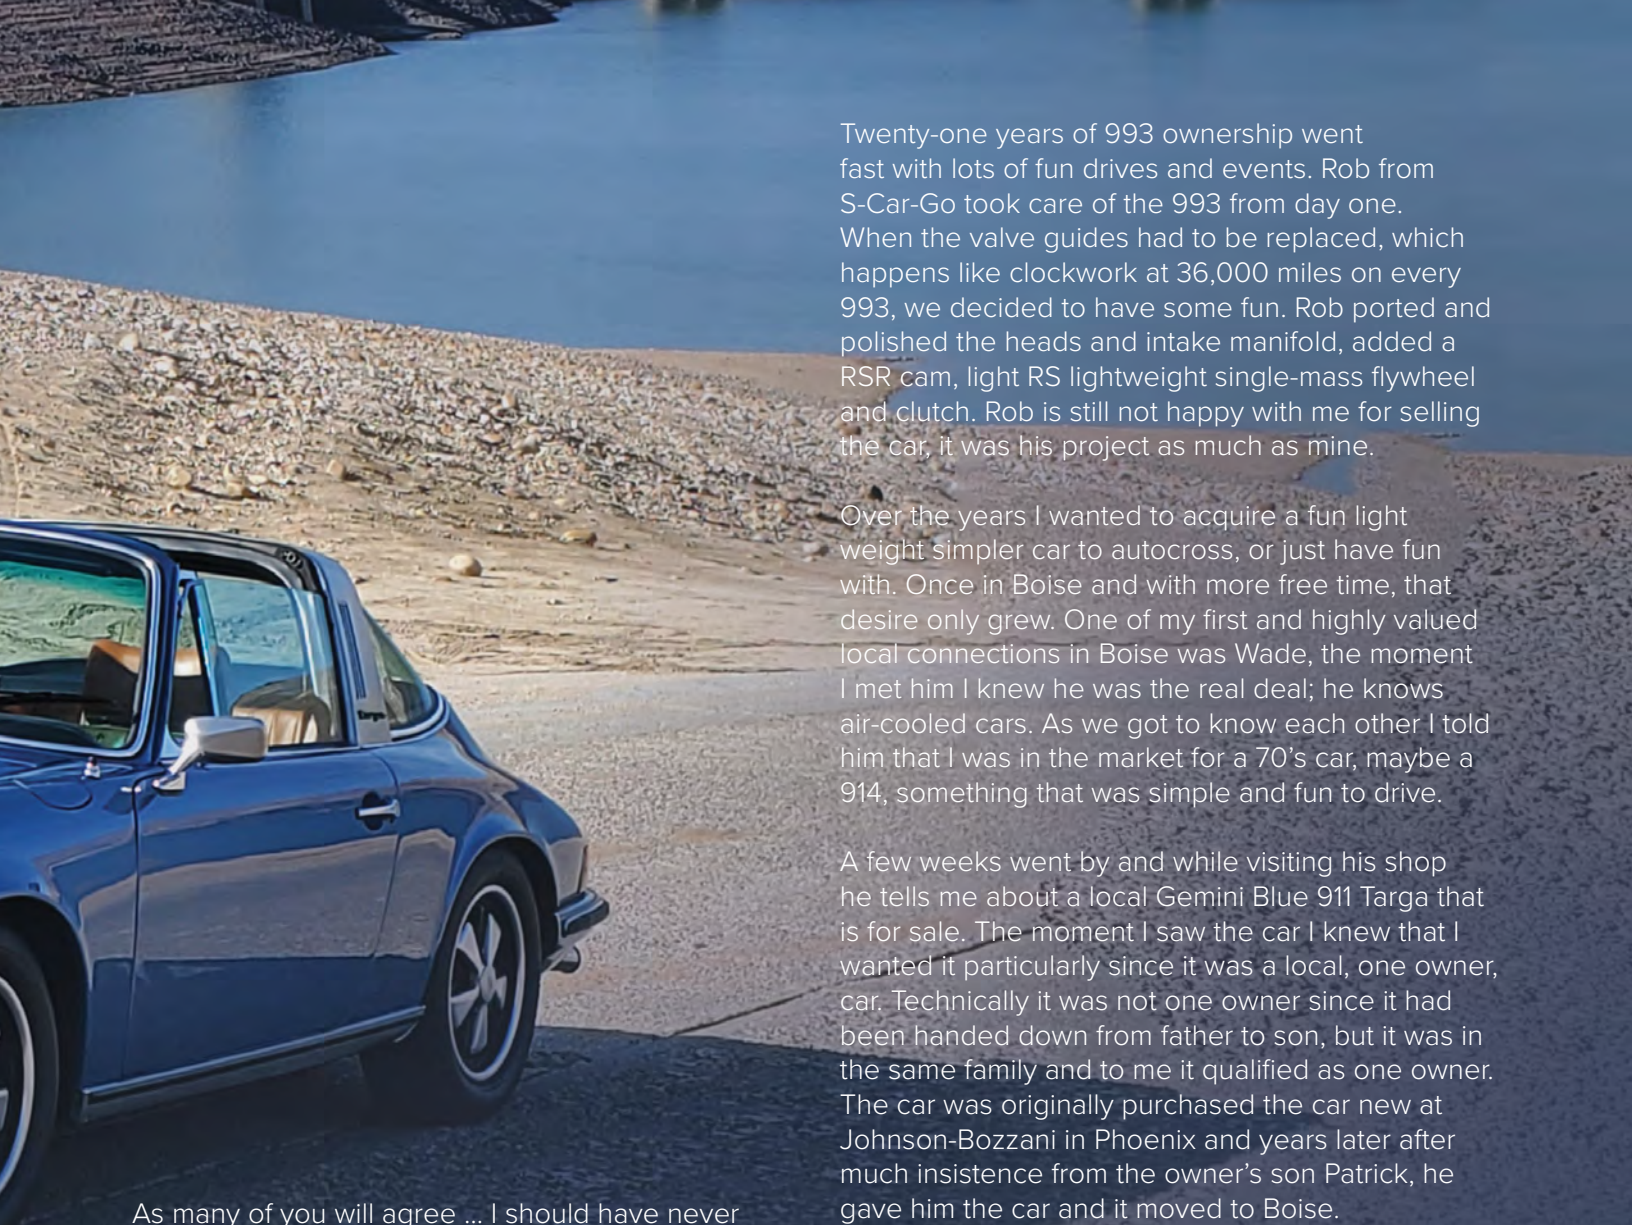 Twenty-one years of 993 ownership went
fast with lots of fun drives and events. Rob from
S-Car-Go took care of the 993 from day one.
When the valve guides had to be replaced, which
happens like clockwork at 36,000 miles on every
993, we decided to have some fun. Rob ported and
polished the heads and intake manifold, added a
RSR cam, light RS lightweight single-mass flywheel
and clutch. Rob is still not happy with me for selling
the car, it was his project as much as mine.
Over the years I wanted to acquire a fun light
weight simpler car to autocross, or just have fun
with. Once in Boise and with more free time, that
desire only grew. One of my first and highly valued
local connections in Boise was Wade, the moment
I met him I knew he was the real deal; he knows
air-cooled cars. As we got to know each other I told
him that I was in the market for a 70's car, maybe a
914, something that was simple and fun to drive.
A few weeks went by and while visiting his shop
he tells me about a local Gemini Blue 911 Targa that
is for sale. The moment I saw the car I knew that I
wanted it particularly since it was a local, one owner,
car. Technically it was not one owner since it had
been handed down from father to son, but it was in
the same family and to me it qualified as one owner.
The car was originally purchased the car new at
Johnson-Bozzani in Phoenix and years later after
much insistence from the owner's son Patrick, he
gave him the car and it moved to Boise.
targa
As many of you will agree ... I should have never